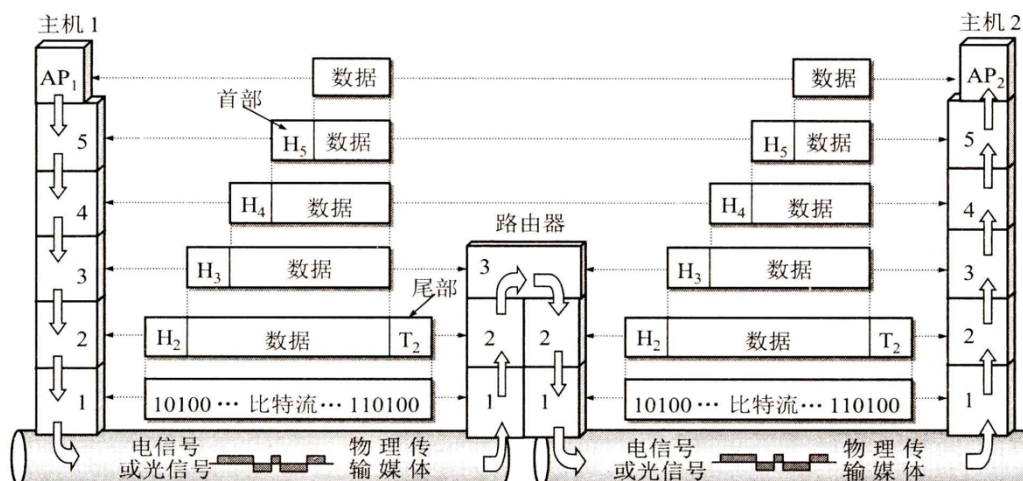 主机 1
主机 2
AP₁
数据
数据
AP₂
首部
5
H₅ 数据
H₅ 数据
5
4
H₄ 数据
H₄ 数据
4
路由器
3
H₃ 数据
3
H₃ 数据
3
尾部
2
H₂ 数据 T₂
2
2
H₂ 数据 T₂
2
1
10100 … 比特流 … 110100
1
1
10100 … 比特流 … 110100
1
电信号
或光信号
物理传
输媒体
电信号
或光信号
物理传
输媒体